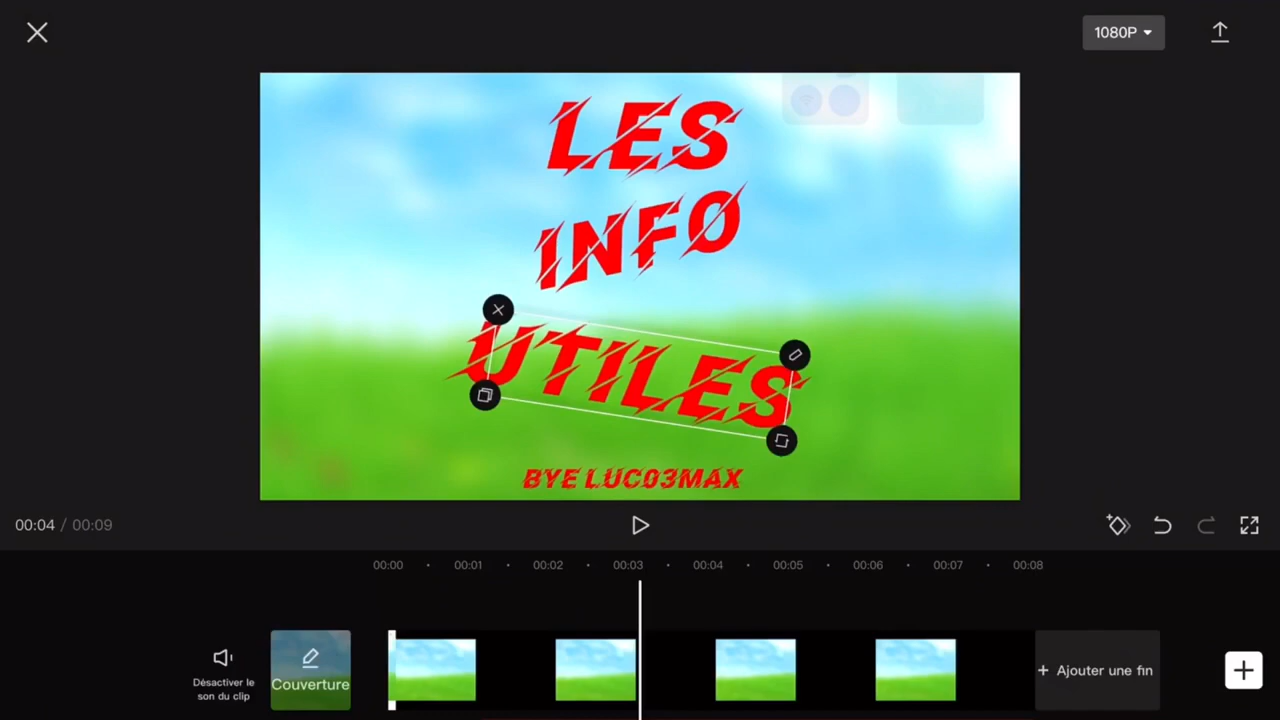 1080P
LES
INFO
UTILES
BYE LUC03MAX
00:04 / 00:09
00:00 00:01 00:02 00:03 00:04 00:05 00:06 00:07 00:08
Désactiver le
son du clip
Couverture
+ Ajouter une fin